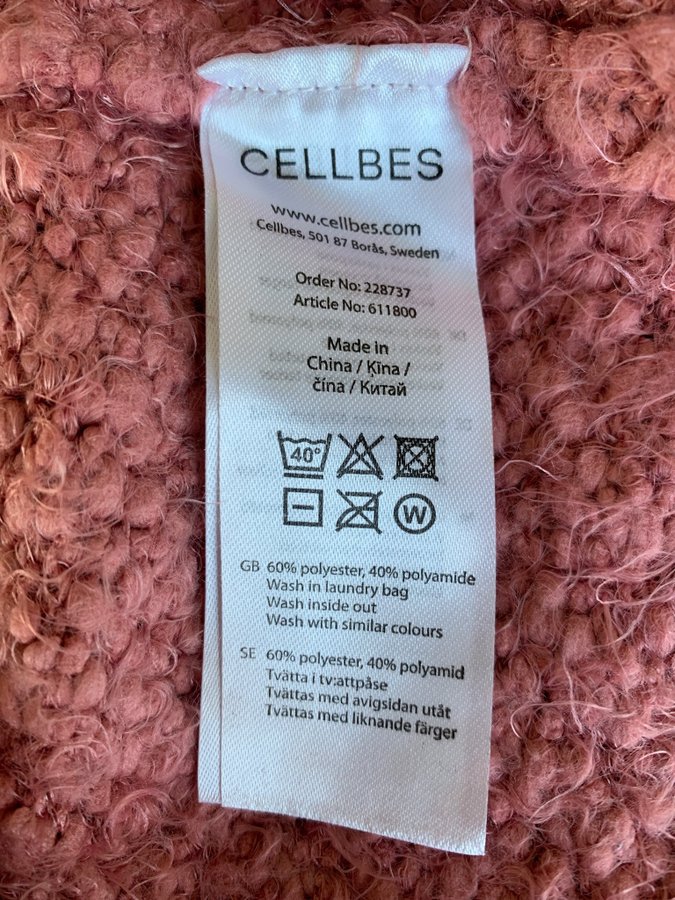 CELLBES
www.cellbes.com
Cellbes, 501 87 Borås, Sweden
Order No: 228737
Article No: 611800
Made in
China / Ķīna /
čína / Китай
40°
W
GB 60% polyester, 40% polyamide
Wash in laundry bag
Wash inside out
Wash with similar colours
SE 60% polyester, 40% polyamid
Tvätta i tv:attpåse
Tvättas med avigsidan utåt
Tvättas med liknande färger